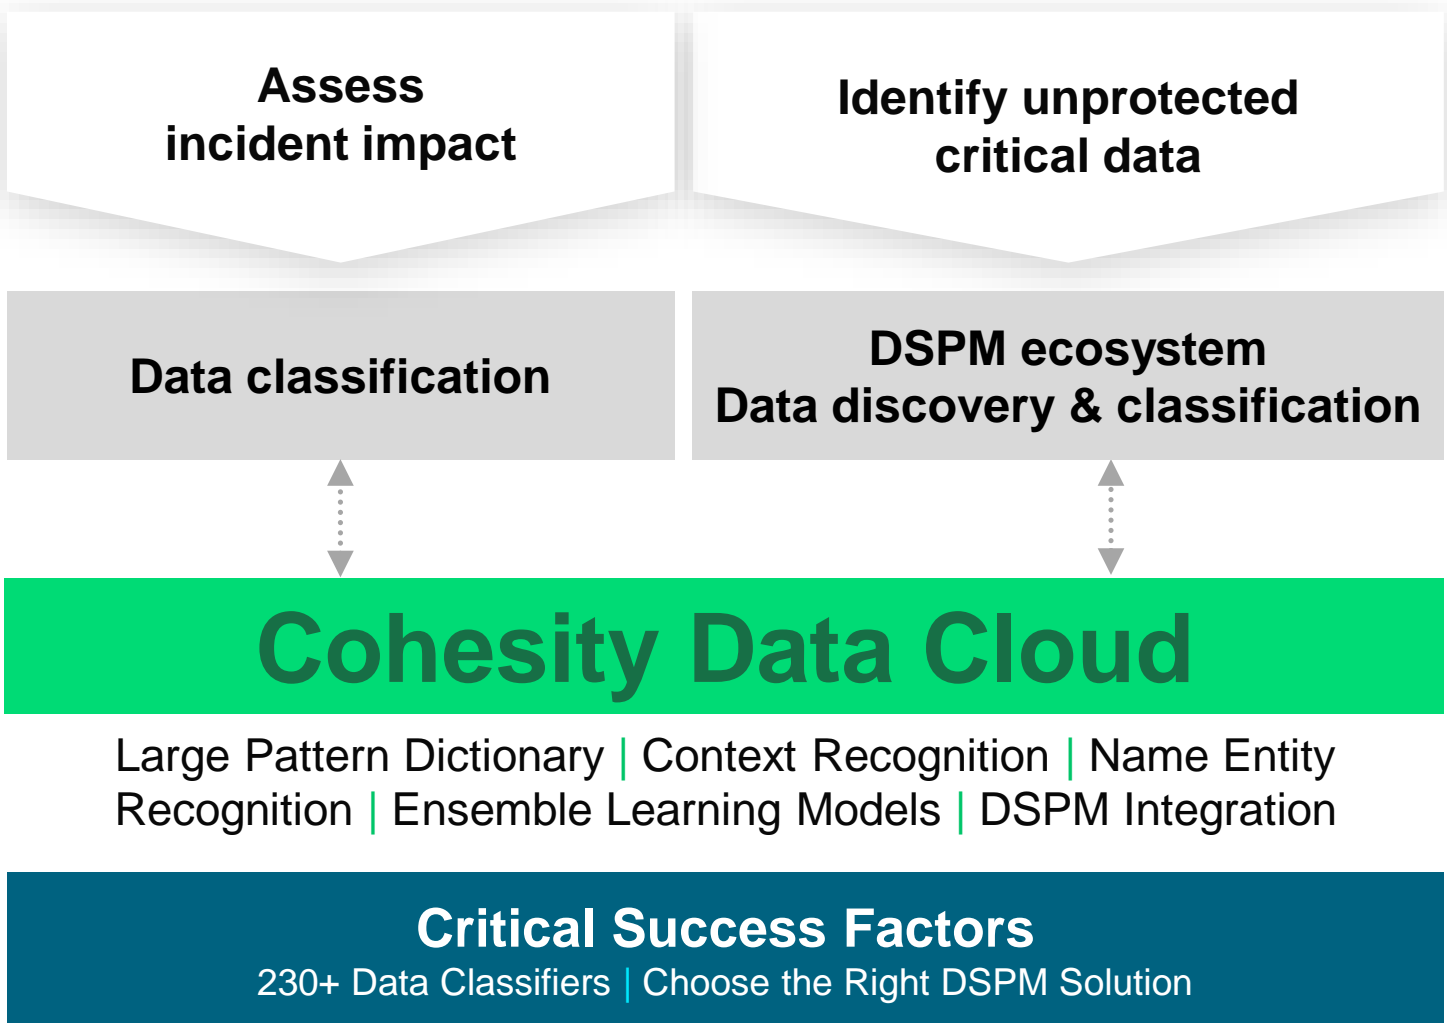 Assess
incident impact
Identify unprotected
critical data
Data classification
DSPM ecosystem
Data discovery & classification
Cohesity Data Cloud
Large Pattern Dictionary | Context Recognition | Name Entity
Recognition | Ensemble Learning Models | DSPM Integration
Critical Success Factors
230+ Data Classifiers | Choose the Right DSPM Solution